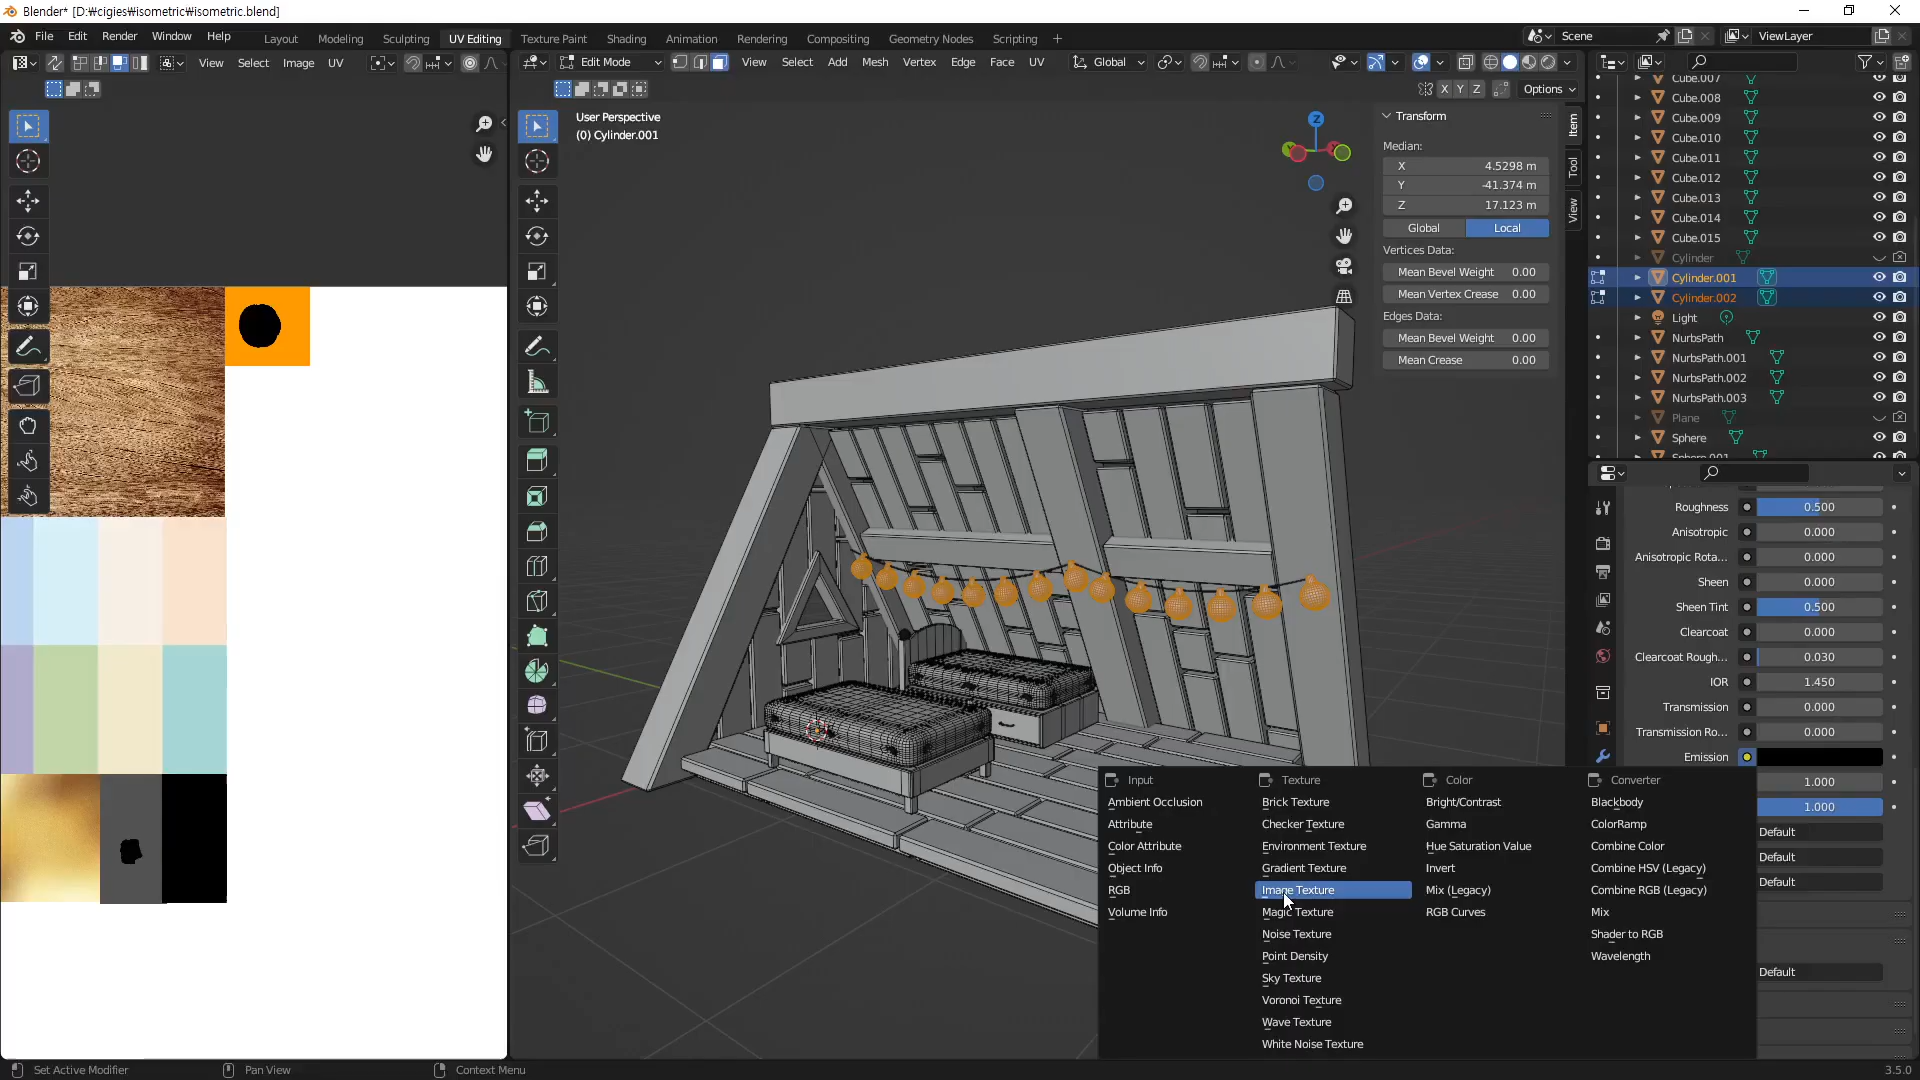 Blender* [D:₩cigies₩isometric₩isometric.blend]
File Edit Render Window Help Layout Modeling Sculpting UV Editing Texture Paint Shading Animation Rendering Compositing Geometry Nodes Scripting + Scene ViewLayer
View Select Image UV Edit Mode View Select Add Mesh Vertex Edge Face UV Global
X Y Z Options
User Perspective
(0) Cylinder.001
Z
Transform
Median:
X 4.5298 m
Y -41.374 m
Z 17.123 m
Global Local
Vertices Data:
Mean Bevel Weight 0.00
Mean Vertex Crease 0.00
Edges Data:
Mean Bevel Weight 0.00
Mean Crease 0.00
Item
Tool
View
Cube.007
Cube.008
Cube.009
Cube.010
Cube.011
Cube.012
Cube.013
Cube.014
Cube.015
Cylinder
Cylinder.001
Cylinder.002
Light
NurbsPath
NurbsPath.001
NurbsPath.002
NurbsPath.003
Plane
Sphere
Sphere.001
Roughness 0.500
Anisotropic 0.000
Anisotropic Rota... 0.000
Sheen 0.000
Sheen Tint 0.500
Clearcoat 0.000
Clearcoat Rough... 0.030
IOR 1.450
Transmission 0.000
Transmission Ro... 0.000
Emission
1.000
1.000
Default
Default
Default
Default
Input
Ambient Occlusion
Attribute
Color Attribute
Object Info
RGB
Volume Info
Texture
Brick Texture
Checker Texture
Environment Texture
Gradient Texture
Image Texture
Magic Texture
Noise Texture
Point Density
Sky Texture
Voronoi Texture
Wave Texture
White Noise Texture
Color
Bright/Contrast
Gamma
Hue Saturation Value
Invert
Mix (Legacy)
RGB Curves
Converter
Blackbody
ColorRamp
Combine Color
Combine HSV (Legacy)
Combine RGB (Legacy)
Mix
Shader to RGB
Wavelength
Set Active Modifier Pan View Context Menu 3.5.0